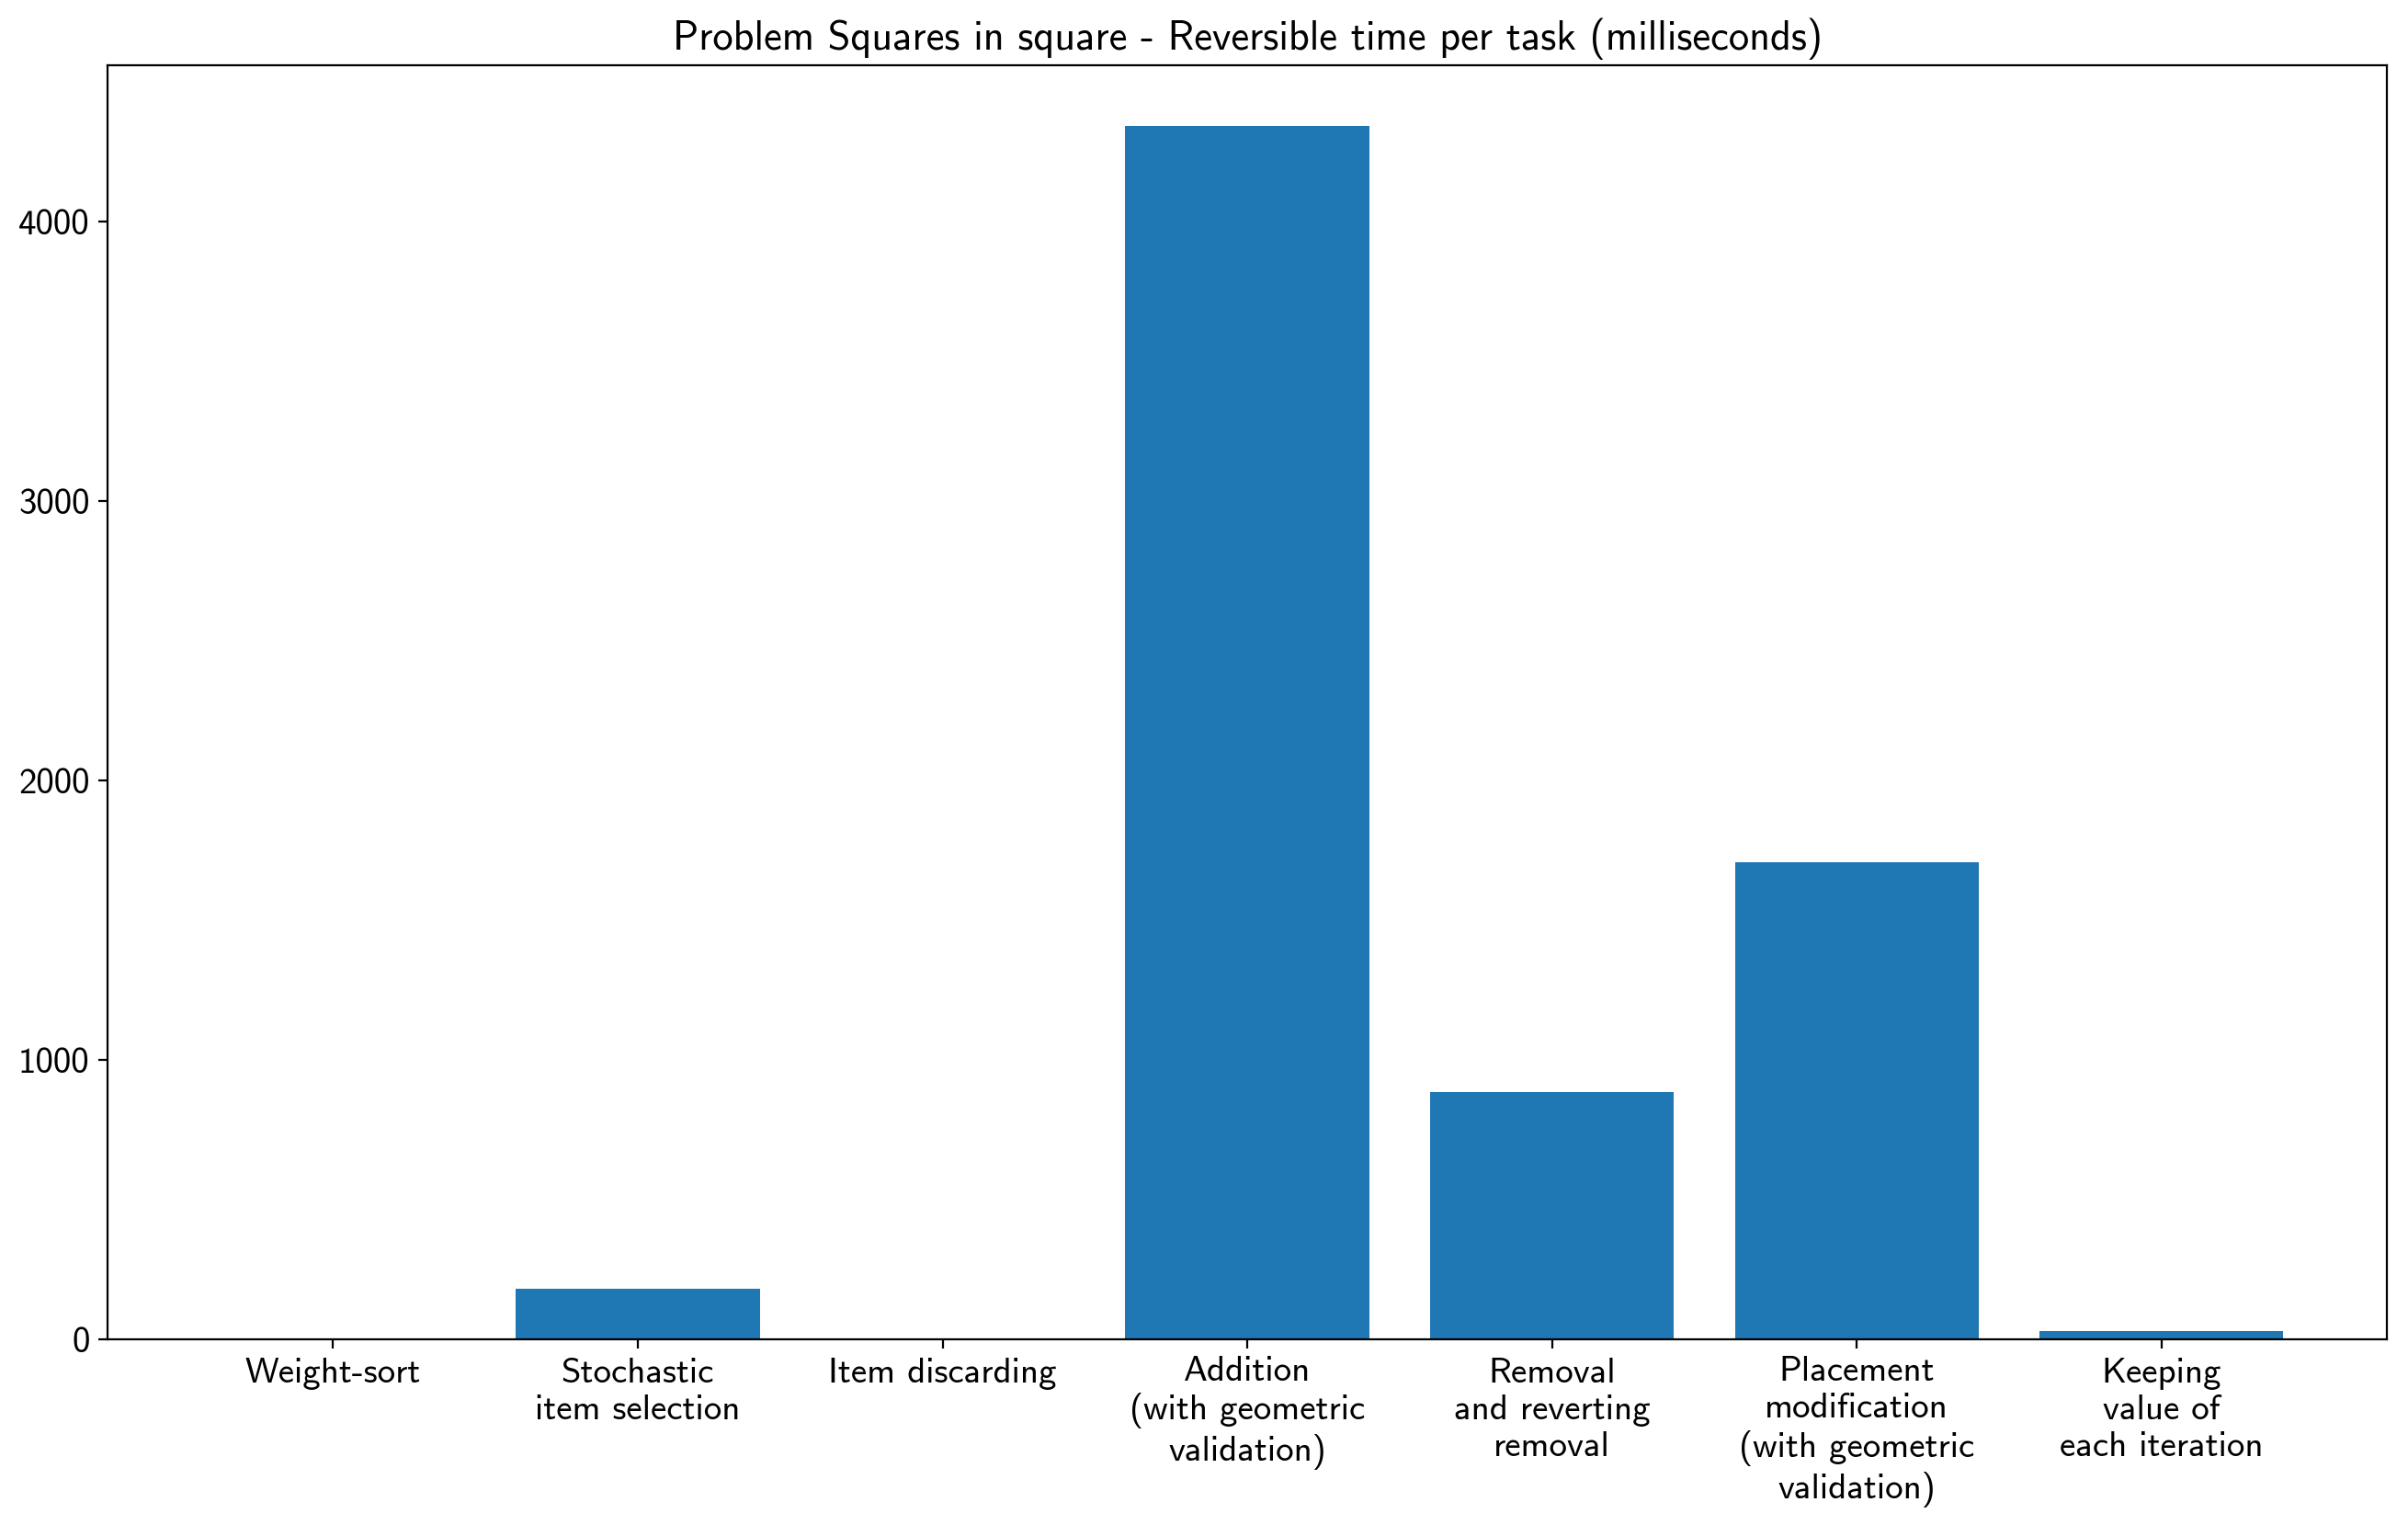 Problem Squares in square - Reversible time per task (milliseconds)
4000
3000
2000
1000
0
Weight-sort
Stochastic
item selection
Item discarding
Addition
(with geometric
validation)
Removal
and reverting
removal
Placement
modification
(with geometric
validation)
Keeping
value of
each iteration